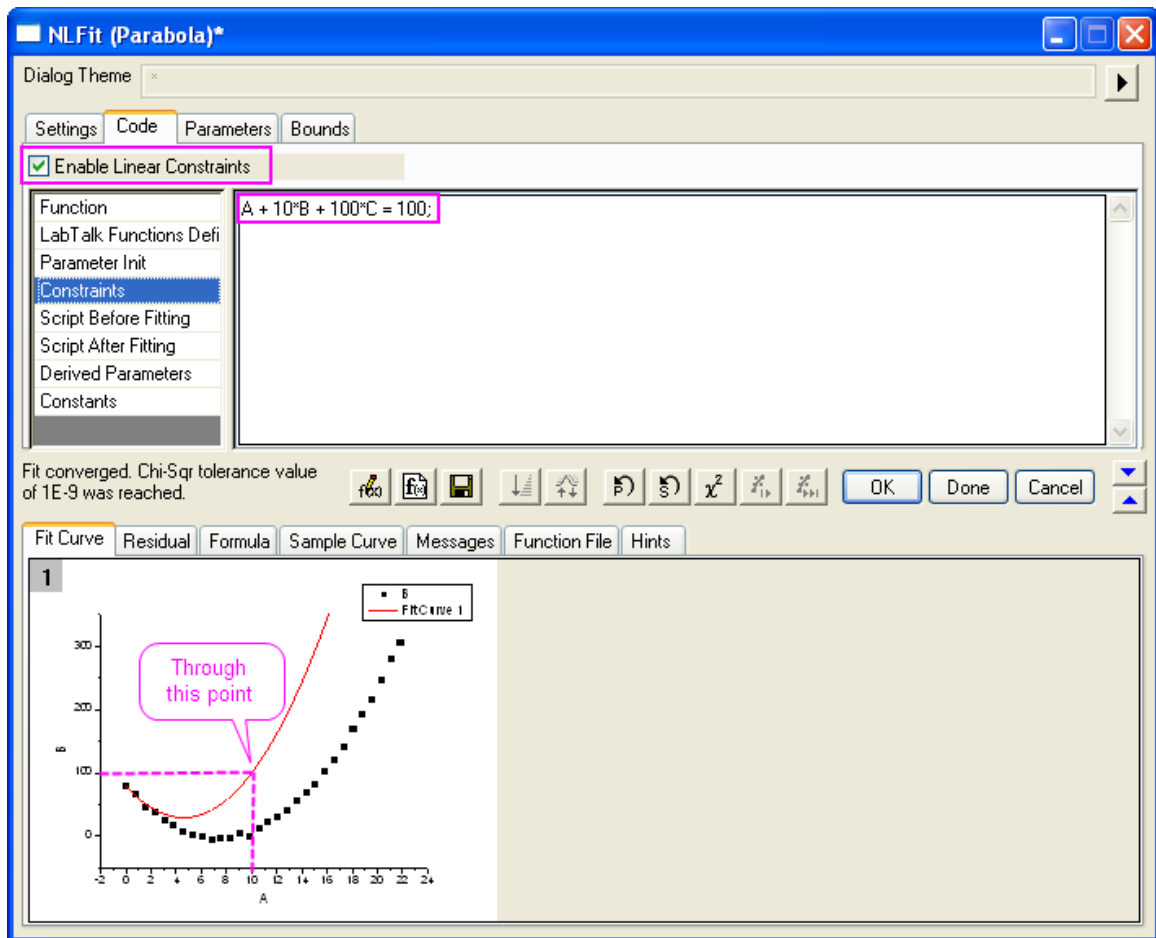 NLFit (Parabola)*
Dialog Theme
*
Settings Code Parameters Bounds
Enable Linear Constraints
Function
LabTalk Functions Defi
Parameter Init
Constraints
Script Before Fitting
Script After Fitting
Derived Parameters
Constants
A + 10*B + 100*C = 100;
Fit converged. Chi-Sqr tolerance value
of 1E-9 was reached.
OK Done Cancel
Fit Curve Residual Formula Sample Curve Messages Function File Hints
1
B
FitCurve 1
Through
this point
300
200
100
0
B
-2 0 2 4 6 8 10 12 14 16 18 20 22 24
A